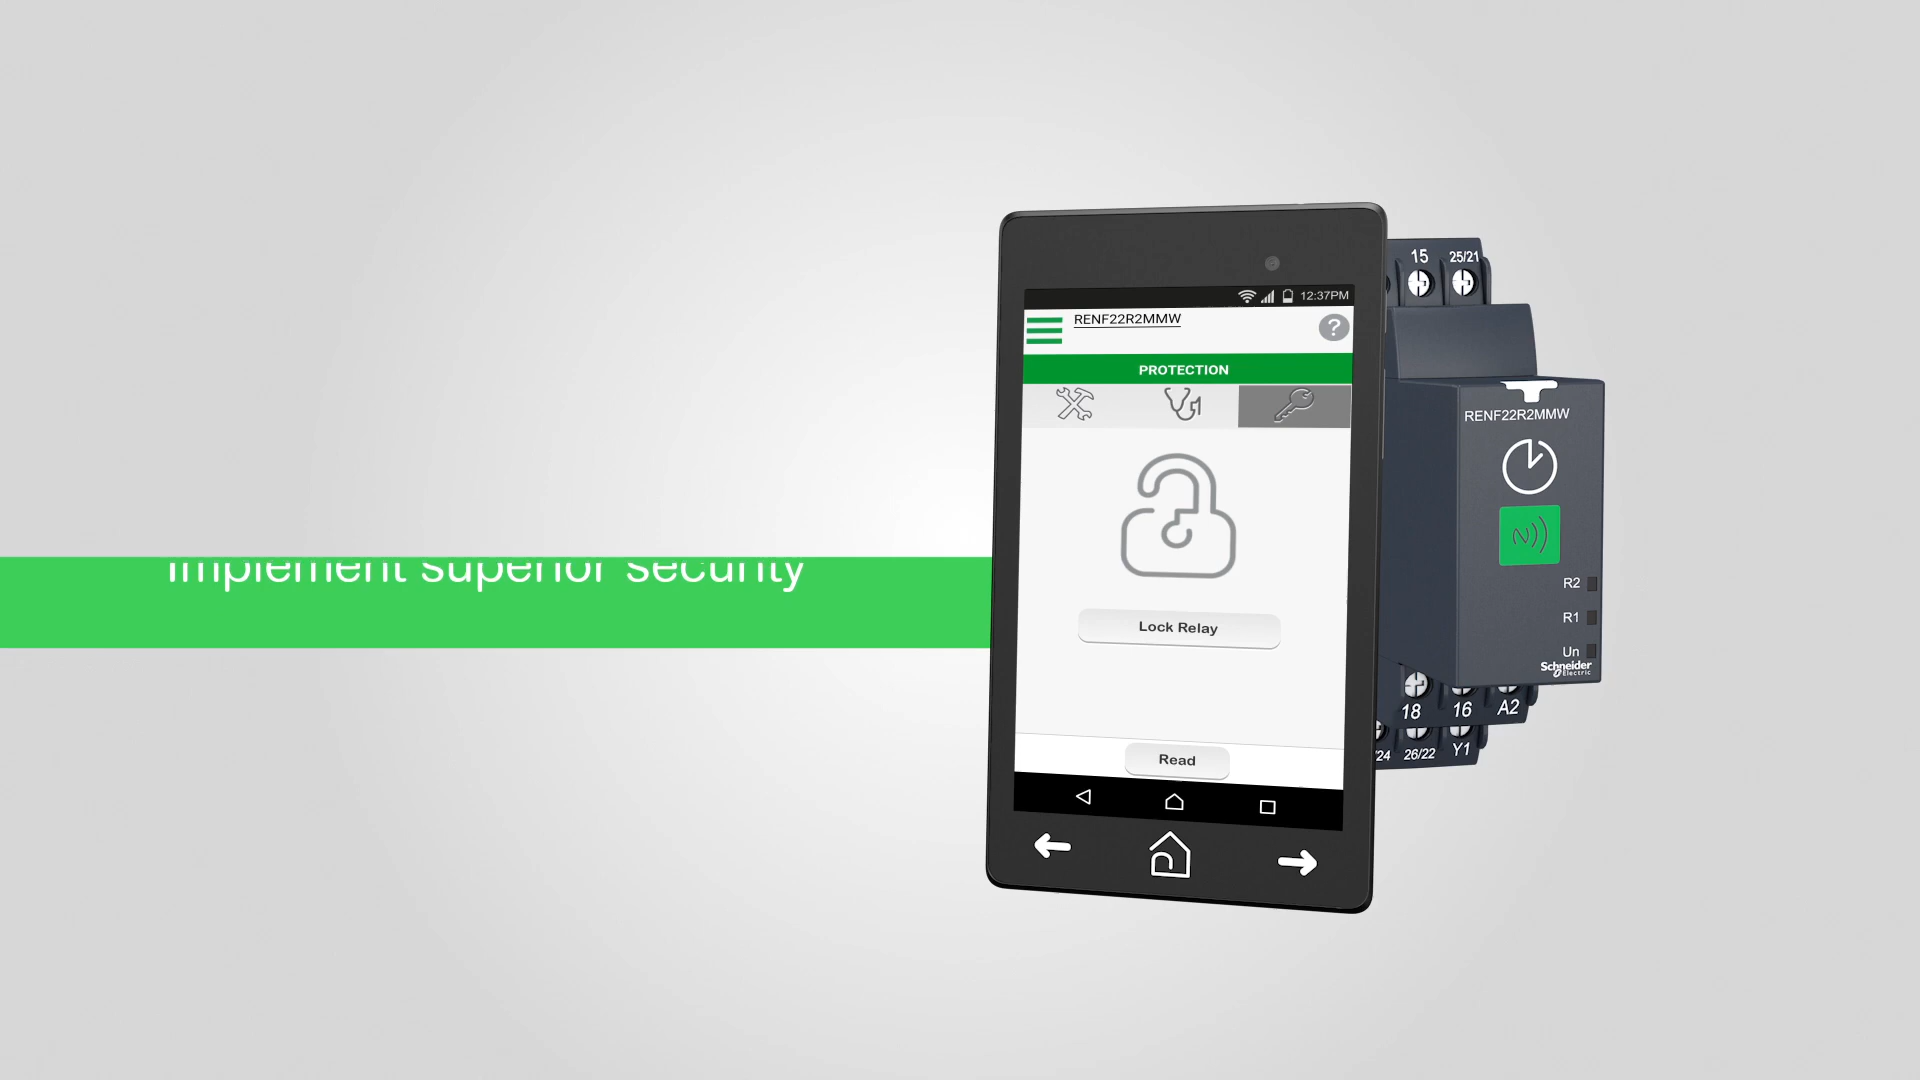 Implement superior security
12:37PM
RENF22R2MMW
?
PROTECTION
Lock Relay
Read
15 25/21
RENF22R2MMW
R2
R1
Un
Schneider
Electric
18 16 A2
/24 26/22 Y1